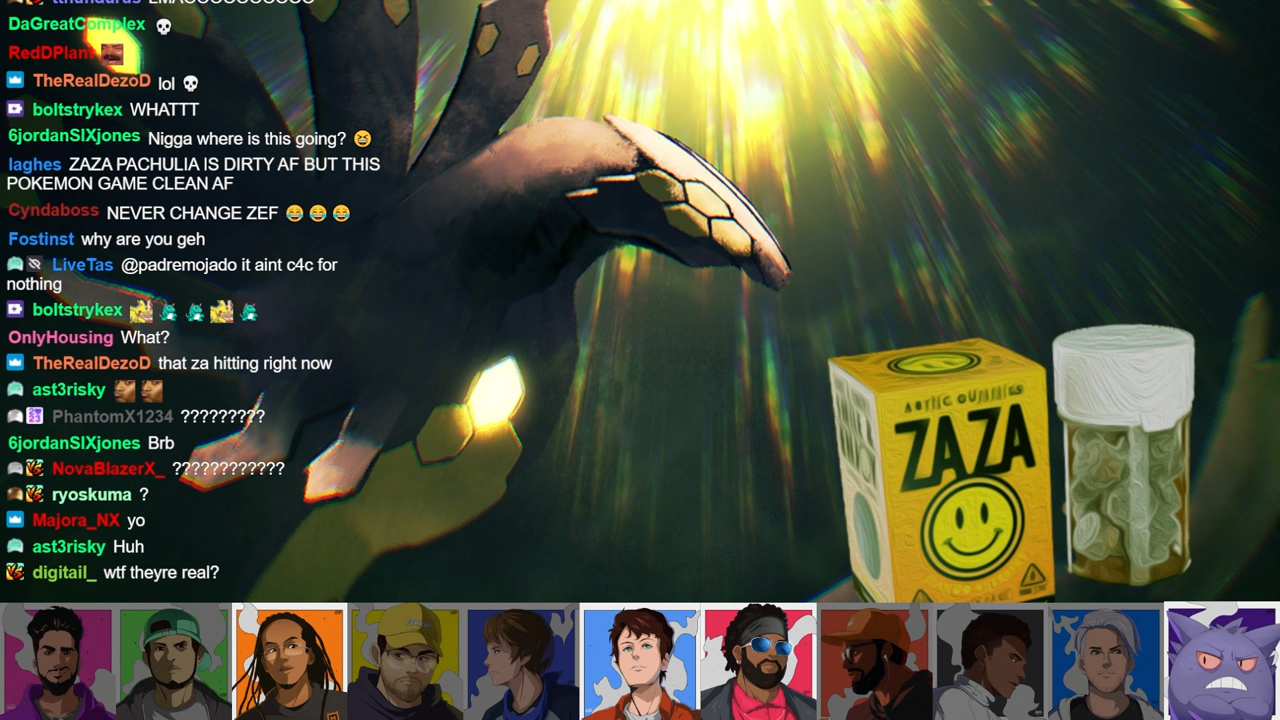 DaGreatComplex 💀
RedDPlant
TheRealDezoD lol 💀
boltstrykex WHATTT
6jordanSIXjones Nigga where is this going? 😆
laghes ZAZA PACHULIA IS DIRTY AF BUT THIS
POKEMON GAME CLEAN AF
Cyndaboss NEVER CHANGE ZEF 😂 😂 😂
Fostinst why are you geh
LiveTas @padremojado it aint c4c for
nothing
boltstrykex
OnlyHousing What?
TheRealDezoD that za hitting right now
ast3risky
PhantomX1234 ?????????
6jordanSIXjones Brb
NovaBlazerX_ ????????????
ryoskuma ?
Majora_NX yo
ast3risky Huh
digitail_ wtf theyre real?
ZAZA